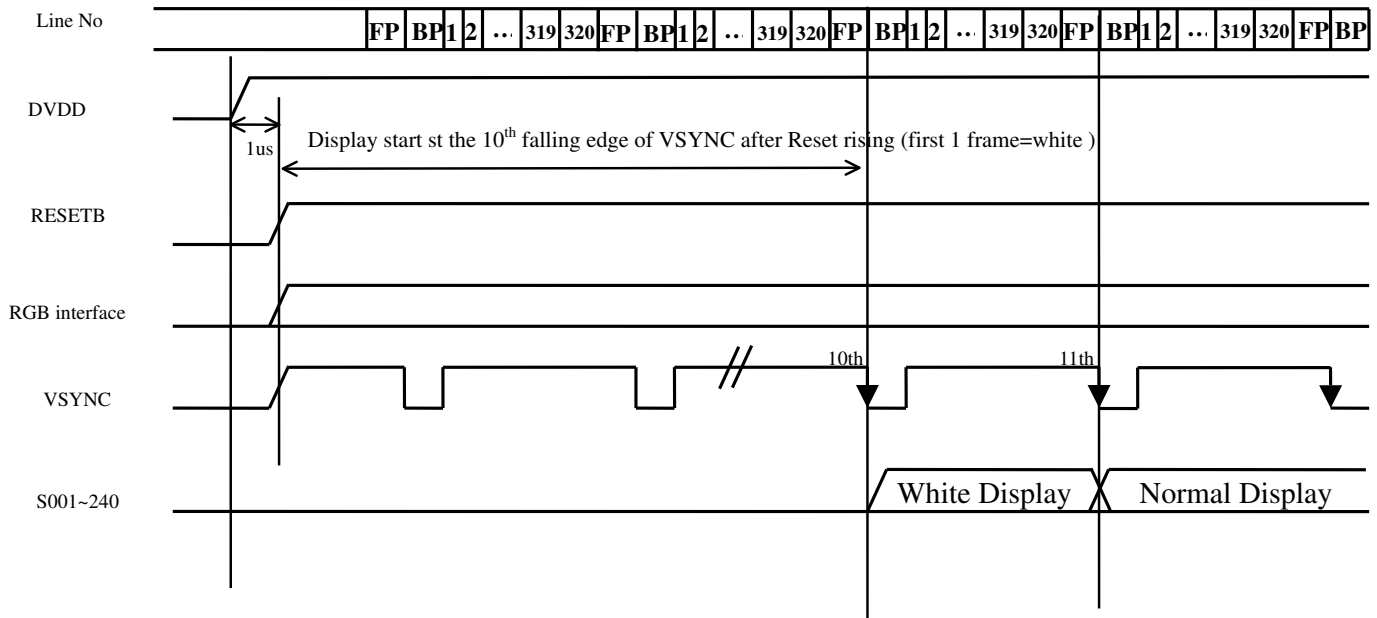 Line No FP BP 1 2 ... 319 320 FP BP 1 2 ... 319 320 FP BP 1 2 ... 319 320 FP BP 1 2 ... 319 320 FP BP
DVDD
1us
Display start st the 10th falling edge of VSYNC after Reset rising (first 1 frame=white )
RESETB
RGB interface
10th 11th
VSYNC
S001~240 White Display Normal Display